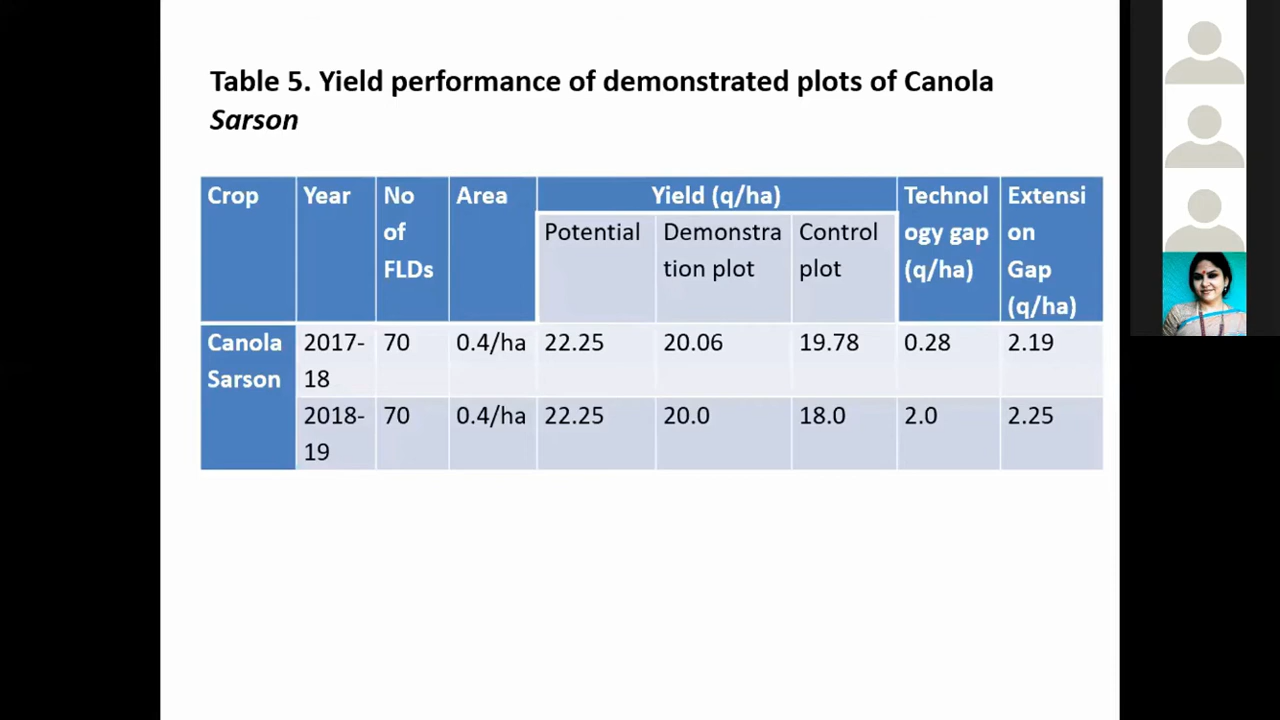 Table 5. Yield performance of demonstrated plots of Canola
Sarson
Crop
Year
No
of
FLDs
Area
Yield (q/ha)
Potential
Demonstra
tion plot
Control
plot
Technol
ogy gap
(q/ha)
Extensi
on
Gap
(q/ha)
Canola
Sarson
2017-
18
70
0.4/ha
22.25
20.06
19.78
0.28
2.19
2018-
19
70
0.4/ha
22.25
20.0
18.0
2.0
2.25